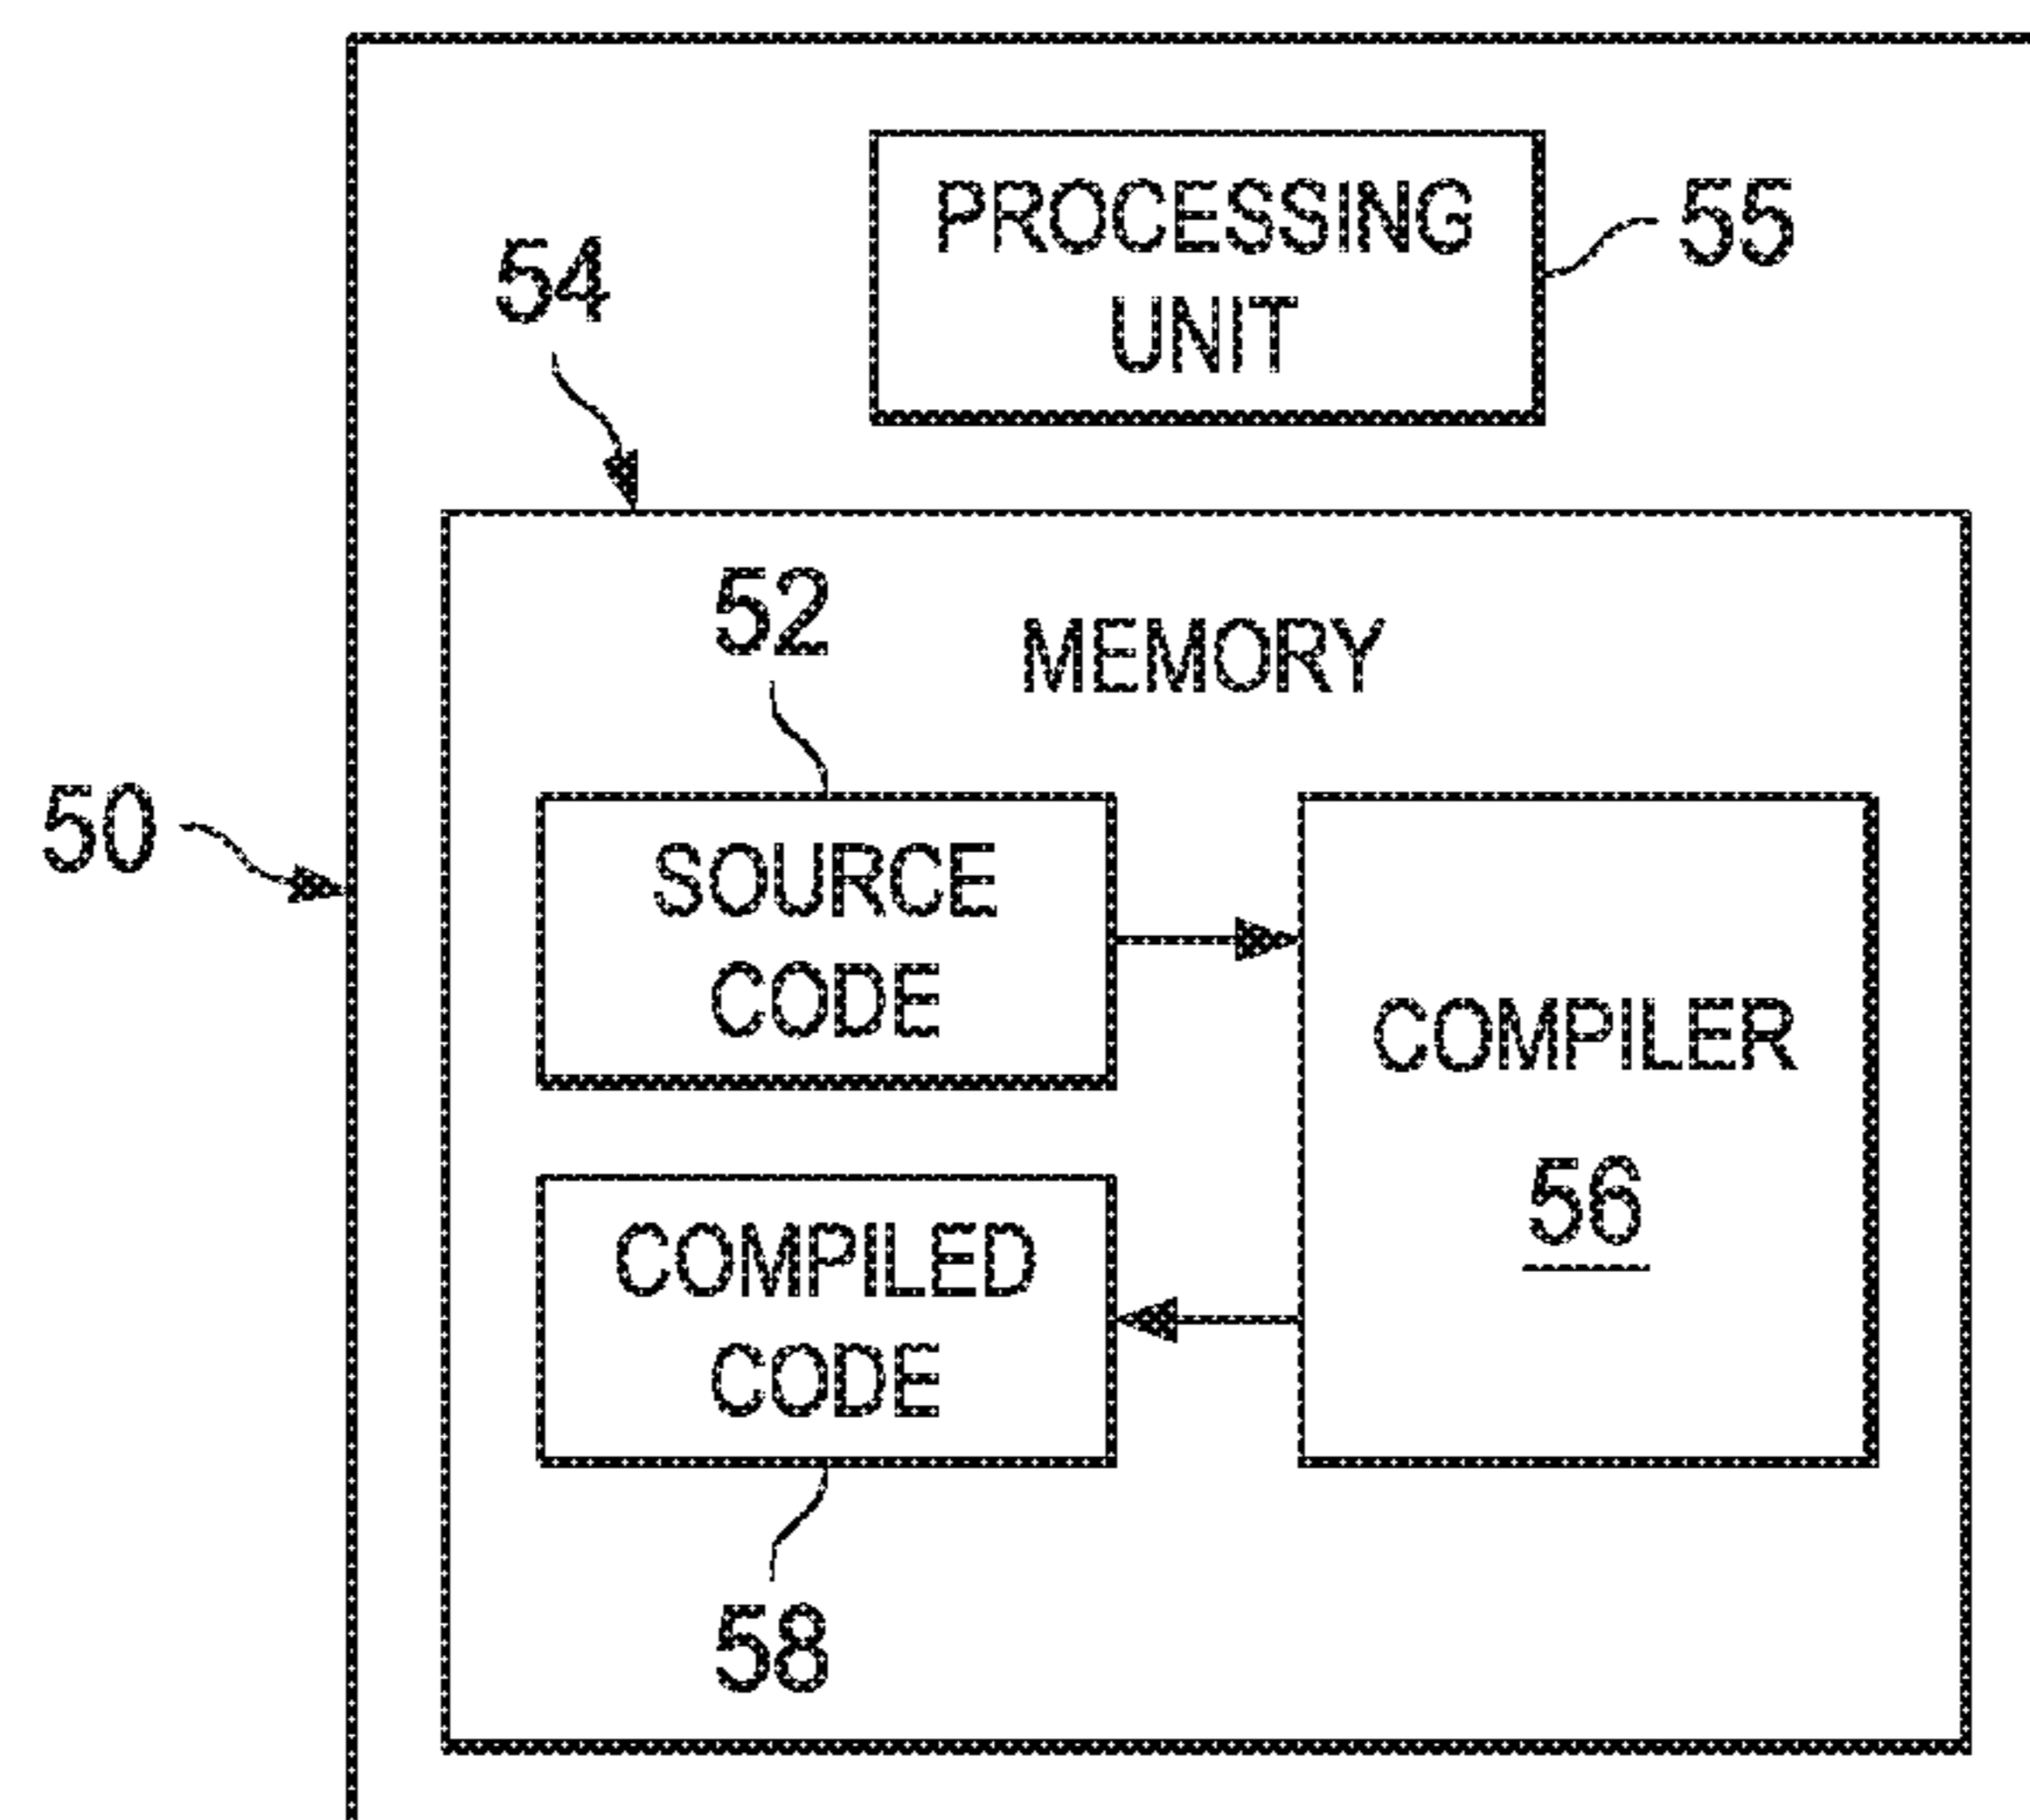 PROCESSING
UNIT
55
54
52
MEMORY
50
SOURCE
CODE
COMPILER
56
COMPILED
CODE
58